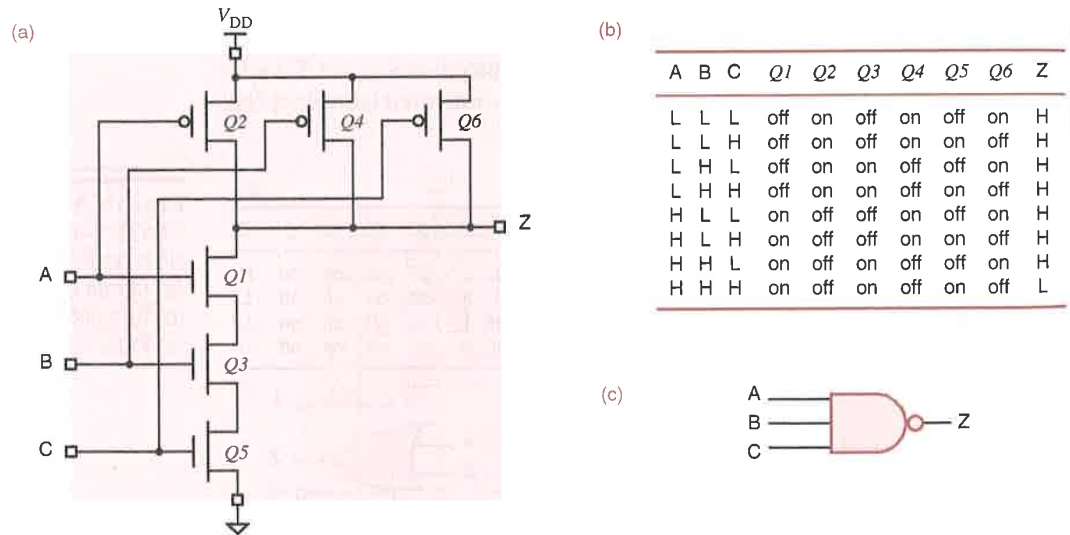 (a)
V_DD
Q2
Q4
Q6
Z
A
Q1
B
Q3
C
Q5
(b)
A B C Q1 Q2 Q3 Q4 Q5 Q6 Z
L L L off on off on off on H
L L H off on off on on off H
L H L off on on off off on H
L H H off on on off on off H
H L L on off off on off on H
H L H on off off on on off H
H H L on off on off off on H
H H H on off on off on off L
(c)
A
B
Z
C